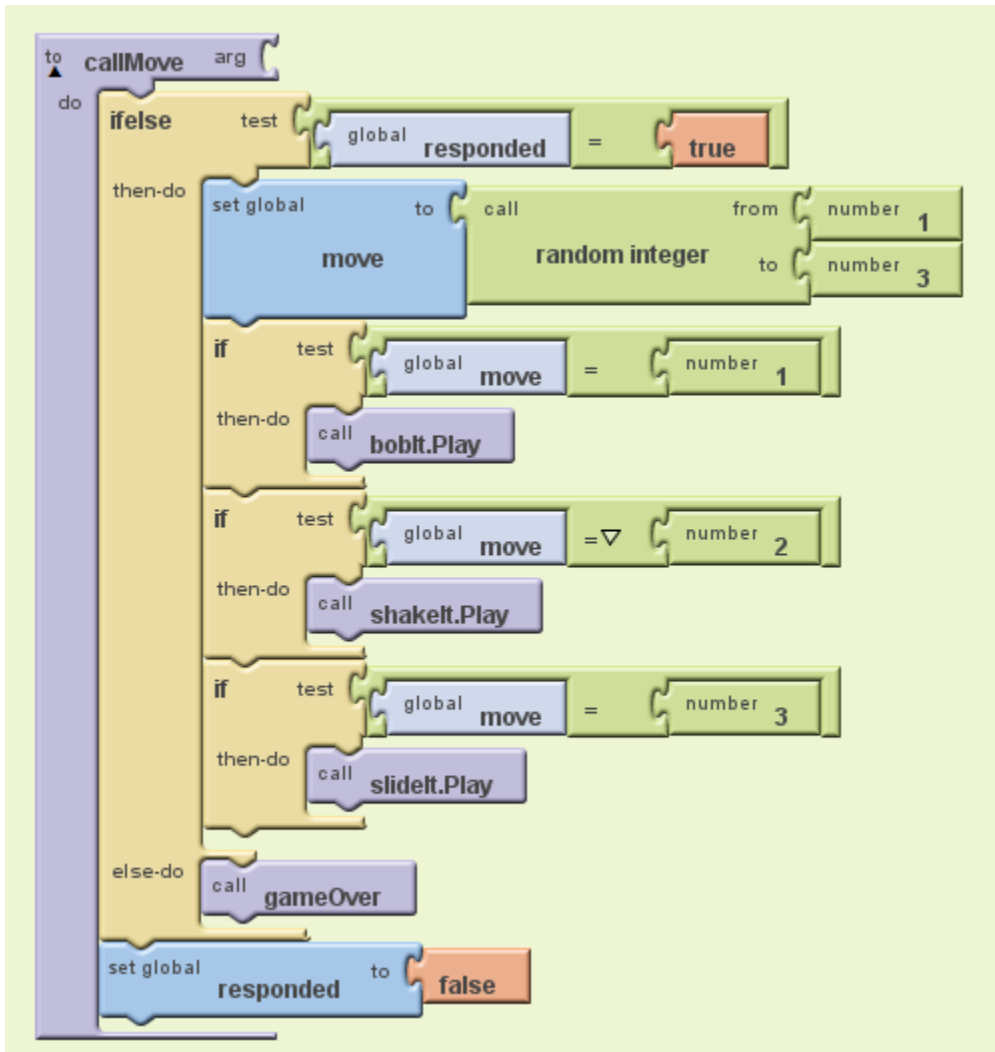 to callMove arg
do
ifelse test global responded = true
then-do set global move to call random integer from number 1
to number 3
if test global move = number 1
then-do call bobIt.Play
if test global move = number 2
then-do call shakeIt.Play
if test global move = number 3
then-do call slideIt.Play
else-do call gameOver
set global responded to false